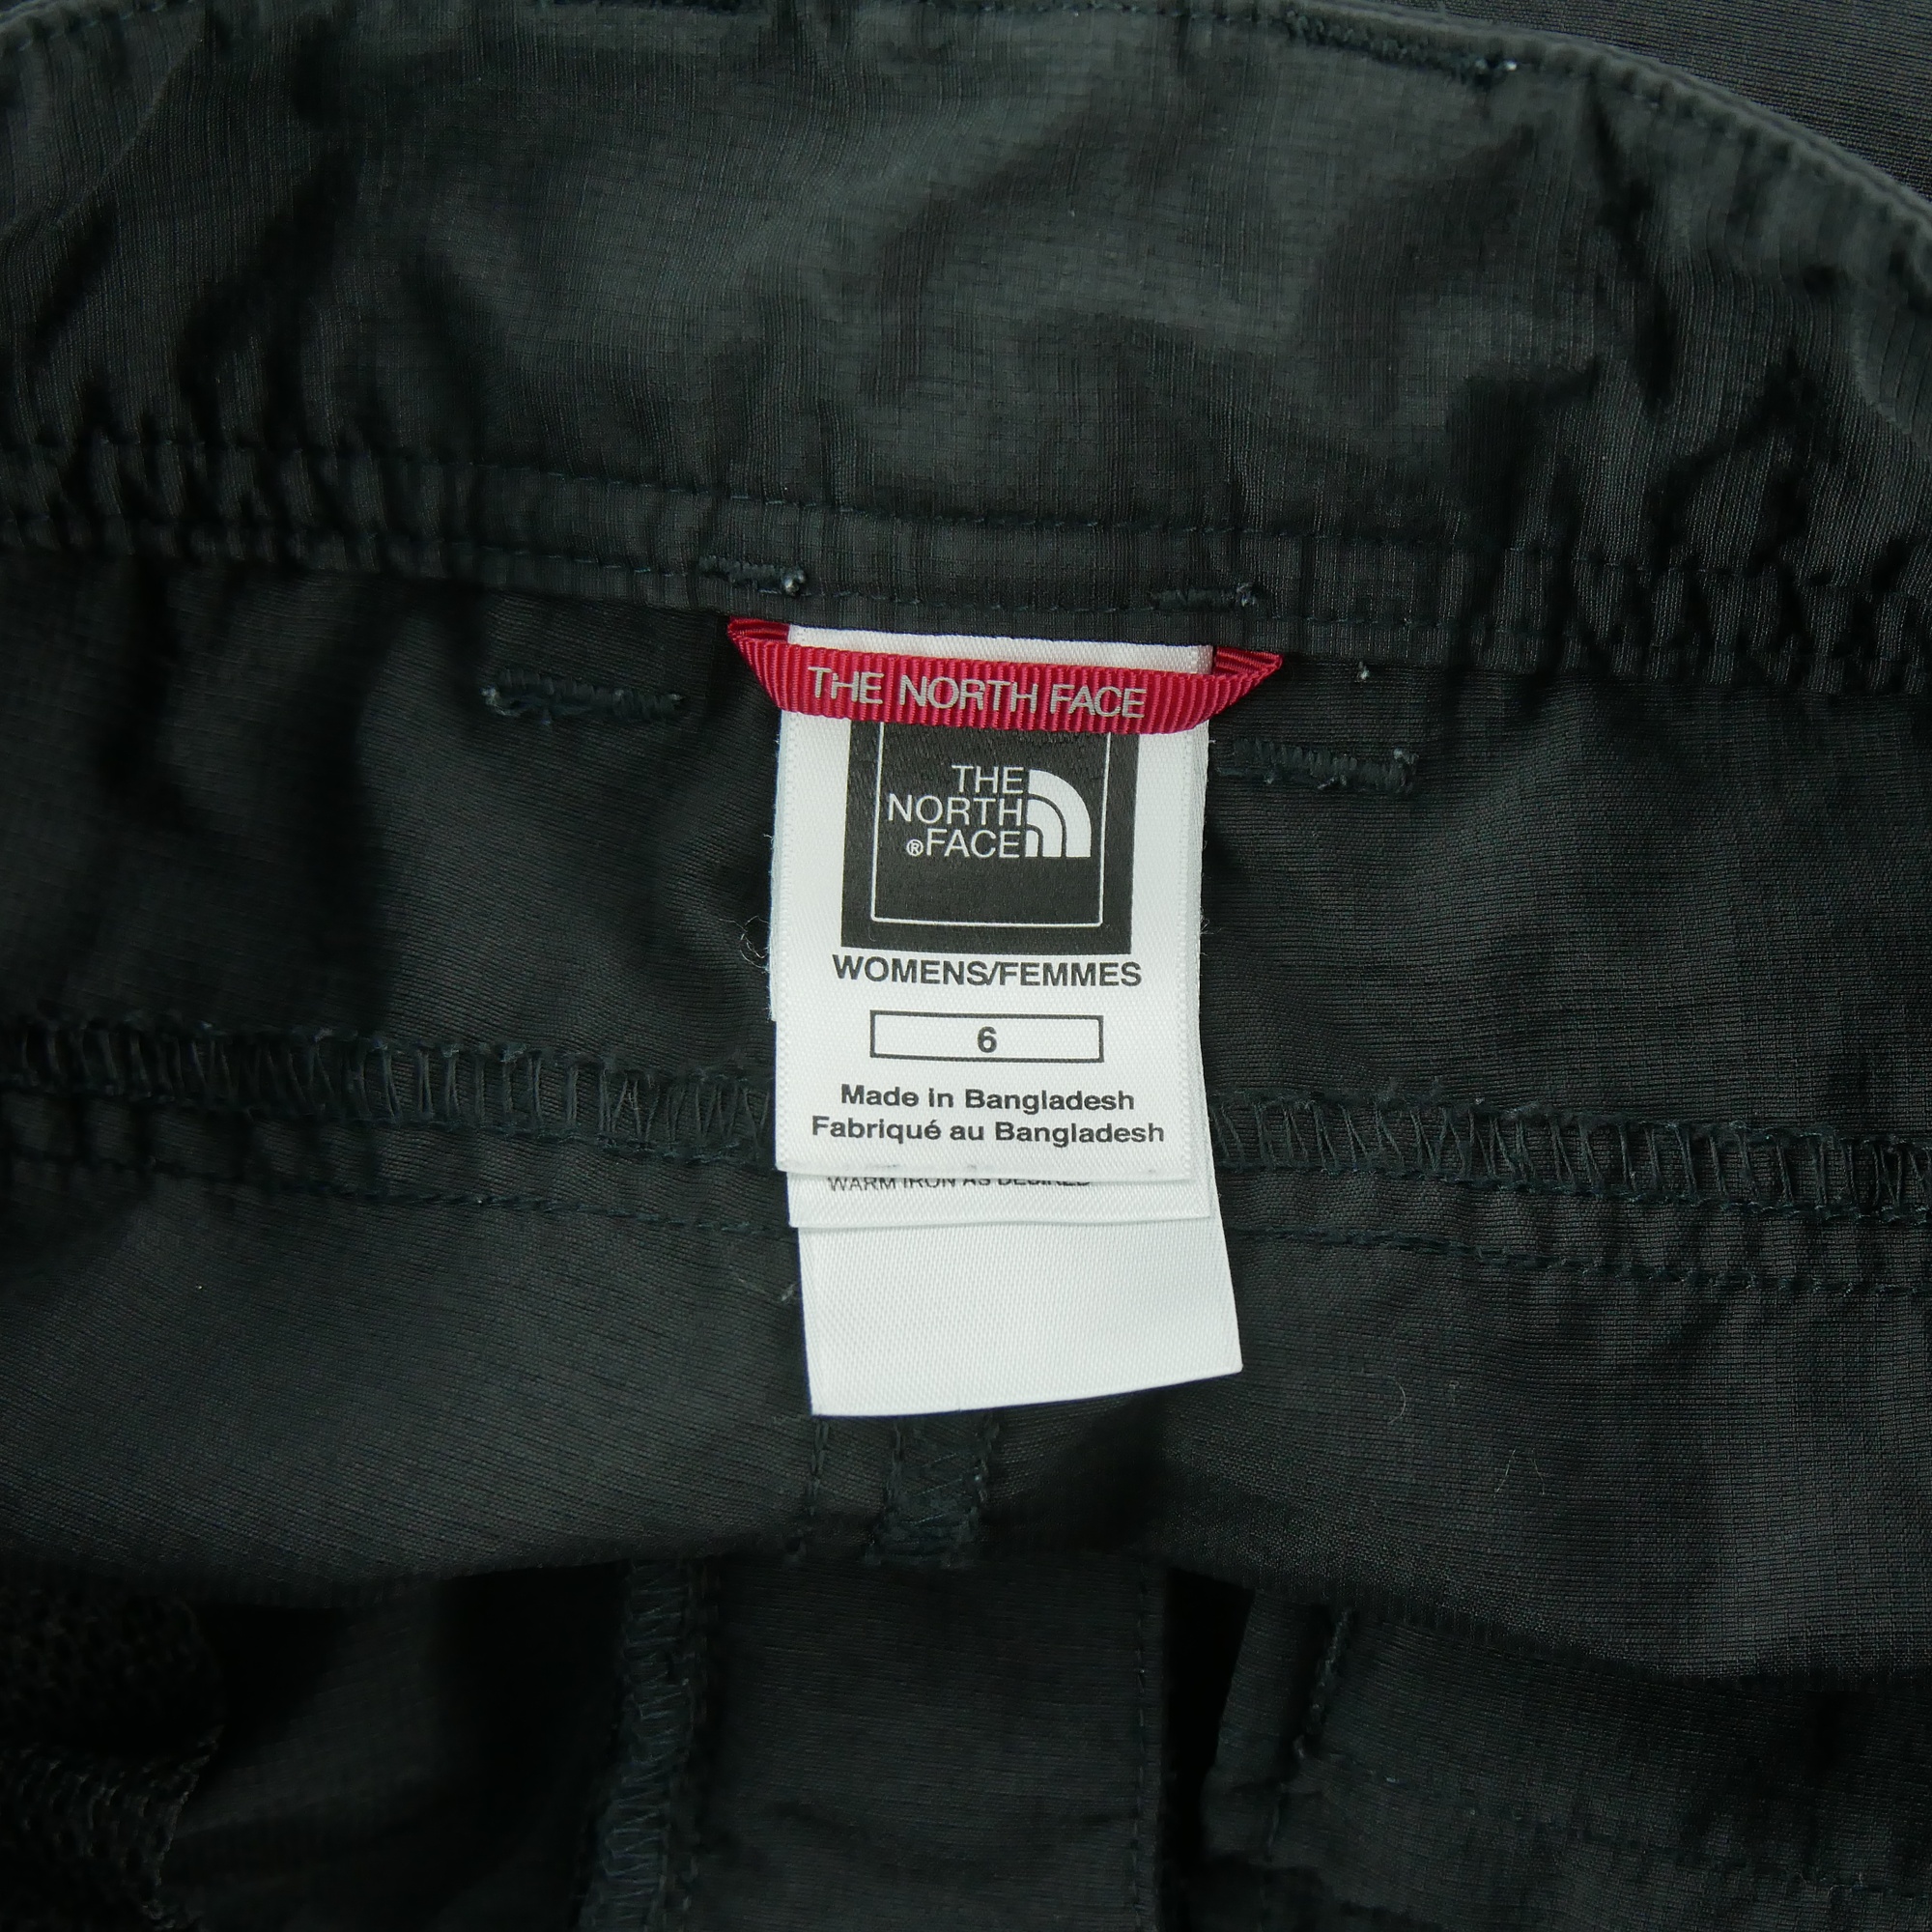 THE NORTH FACE
THE
NORTH
®FACE
WOMENS/FEMMES
6
Made in Bangladesh
Fabriqué au Bangladesh
WARM IRON AS DESIRED